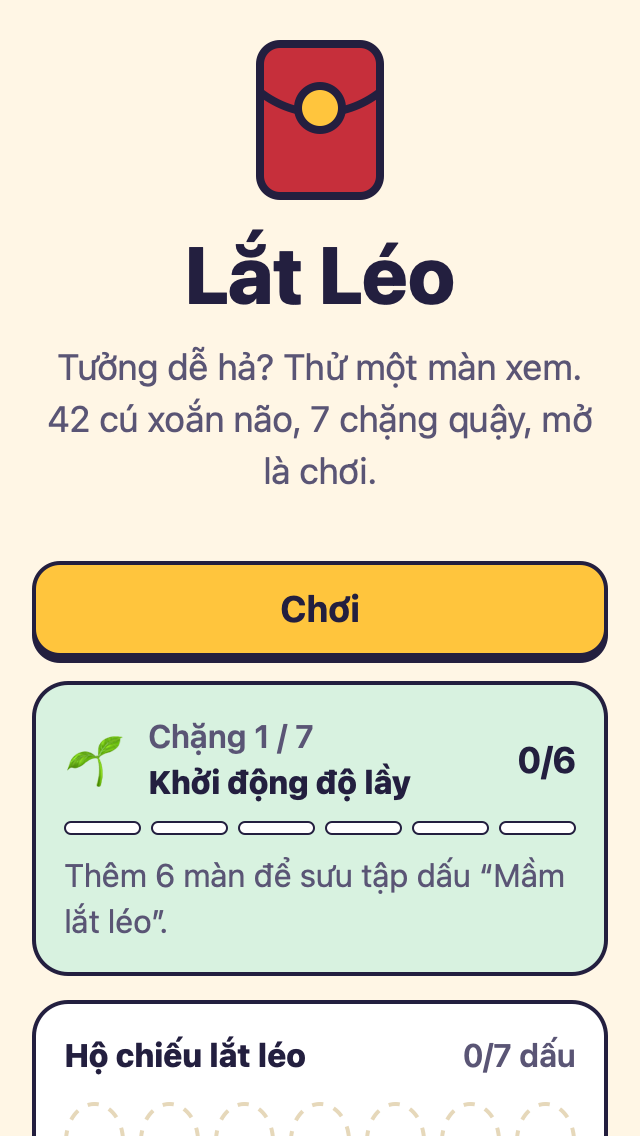 Lắt Léo
Tưởng dễ hả? Thử một màn xem.
42 cú xoắn não, 7 chặng quậy, mở
là chơi.
Chơi
Chặng 1 / 7
Khởi động độ lầy
0/6
Thêm 6 màn để sưu tập dấu “Mầm
lắt léo”.
Hộ chiếu lắt léo
0/7 dấu